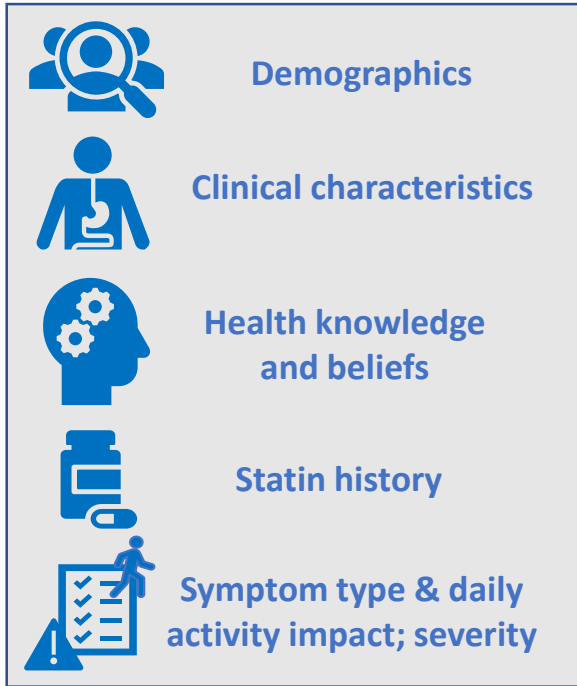 Demographics
Clinical characteristics
Health knowledge
and beliefs
Statin history
Symptom type & daily
activity impact; severity